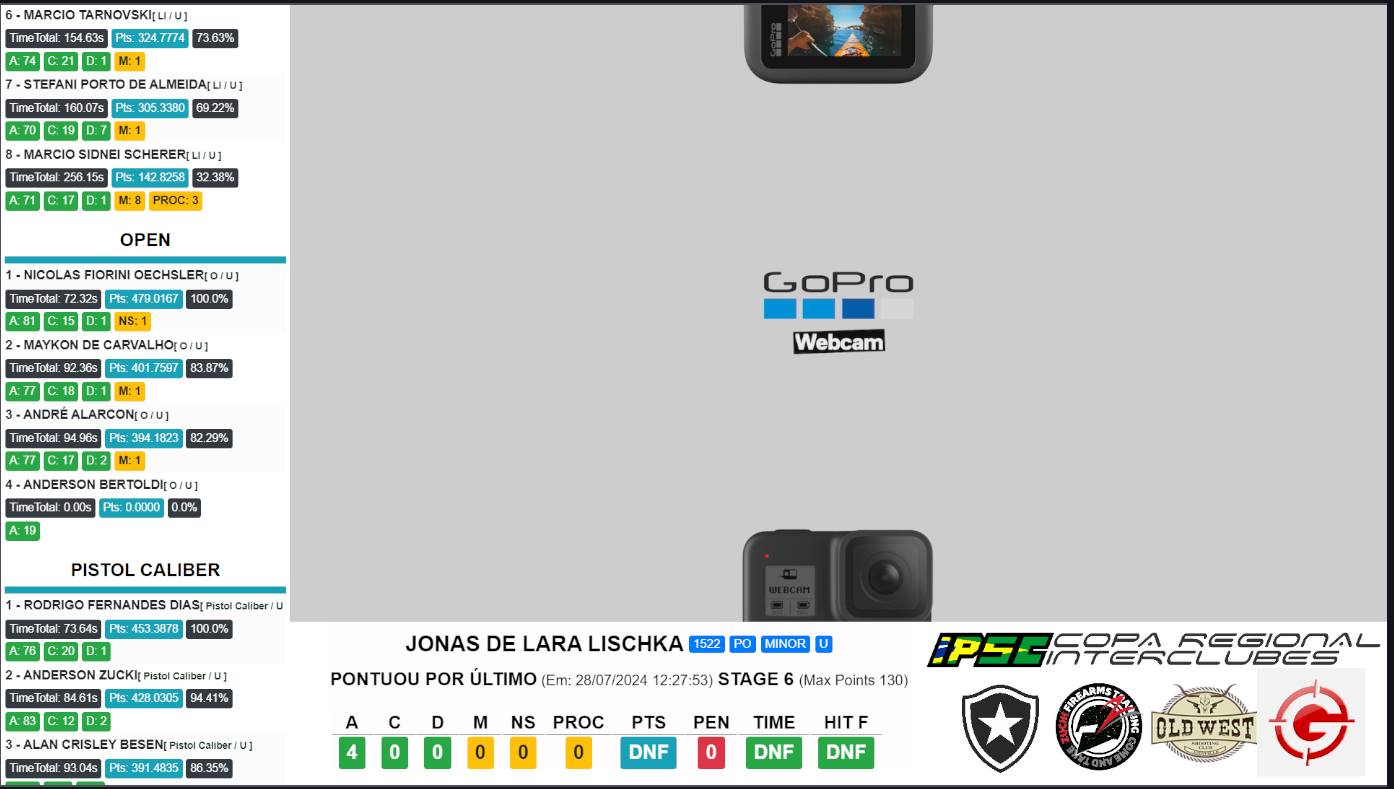 6 - MARCIO TARNOVSKI[ LI / U ]
TimeTotal: 154.63s Pts: 324.7774 73.63%
A: 74 C: 21 D: 1 M: 1
7 - STEFANI PORTO DE ALMEIDA[ LI / U ]
TimeTotal: 160.07s Pts: 305.3380 69.22%
A: 70 C: 19 D: 7 M: 1
8 - MARCIO SIDNEI SCHERER[ LI / U ]
TimeTotal: 256.15s Pts: 142.8258 32.38%
A: 71 C: 17 D: 1 M: 8 PROC: 3
OPEN
1 - NICOLAS FIORINI OECHSLER[ O / U ]
TimeTotal: 72.32s Pts: 479.0167 100.0%
A: 81 C: 15 D: 1 NS: 1
2 - MAYKON DE CARVALHO[ O / U ]
TimeTotal: 92.36s Pts: 401.7597 83.87%
A: 77 C: 18 D: 1 M: 1
3 - ANDRÉ ALARCON[ O / U ]
TimeTotal: 94.96s Pts: 394.1823 82.29%
A: 77 C: 17 D: 2 M: 1
4 - ANDERSON BERTOLDI[ O / U ]
TimeTotal: 0.00s Pts: 0.0000 0.0%
A: 19
PISTOL CALIBER
1 - RODRIGO FERNANDES DIAS[ Pistol Caliber / U
TimeTotal: 73.64s Pts: 453.3878 100.0%
A: 76 C: 20 D: 1
2 - ANDERSON ZUCKI[ Pistol Caliber / U ]
TimeTotal: 84.61s Pts: 428.0305 94.41%
A: 83 C: 12 D: 2
3 - ALAN CRISLEY BESEN[ Pistol Caliber / U ]
TimeTotal: 93.04s Pts: 391.4835 86.35%
GoPro
GoPro
Webcam
WEBCAM
JONAS DE LARA LISCHKA 1522 PO MINOR U
PONTUOU POR ÚLTIMO (Em: 28/07/2024 12:27:53) STAGE 6 (Max Points 130)
A C D M NS PROC PTS PEN TIME HIT F
4 0 0 0 0 0 DNF 0 DNF DNF
IPSC COPA REGIONAL
INTERCLUBES
ZUCKI FIREARMS TRAINING
COME AND TAKE
OLD WEST
SHOOTING CLUB